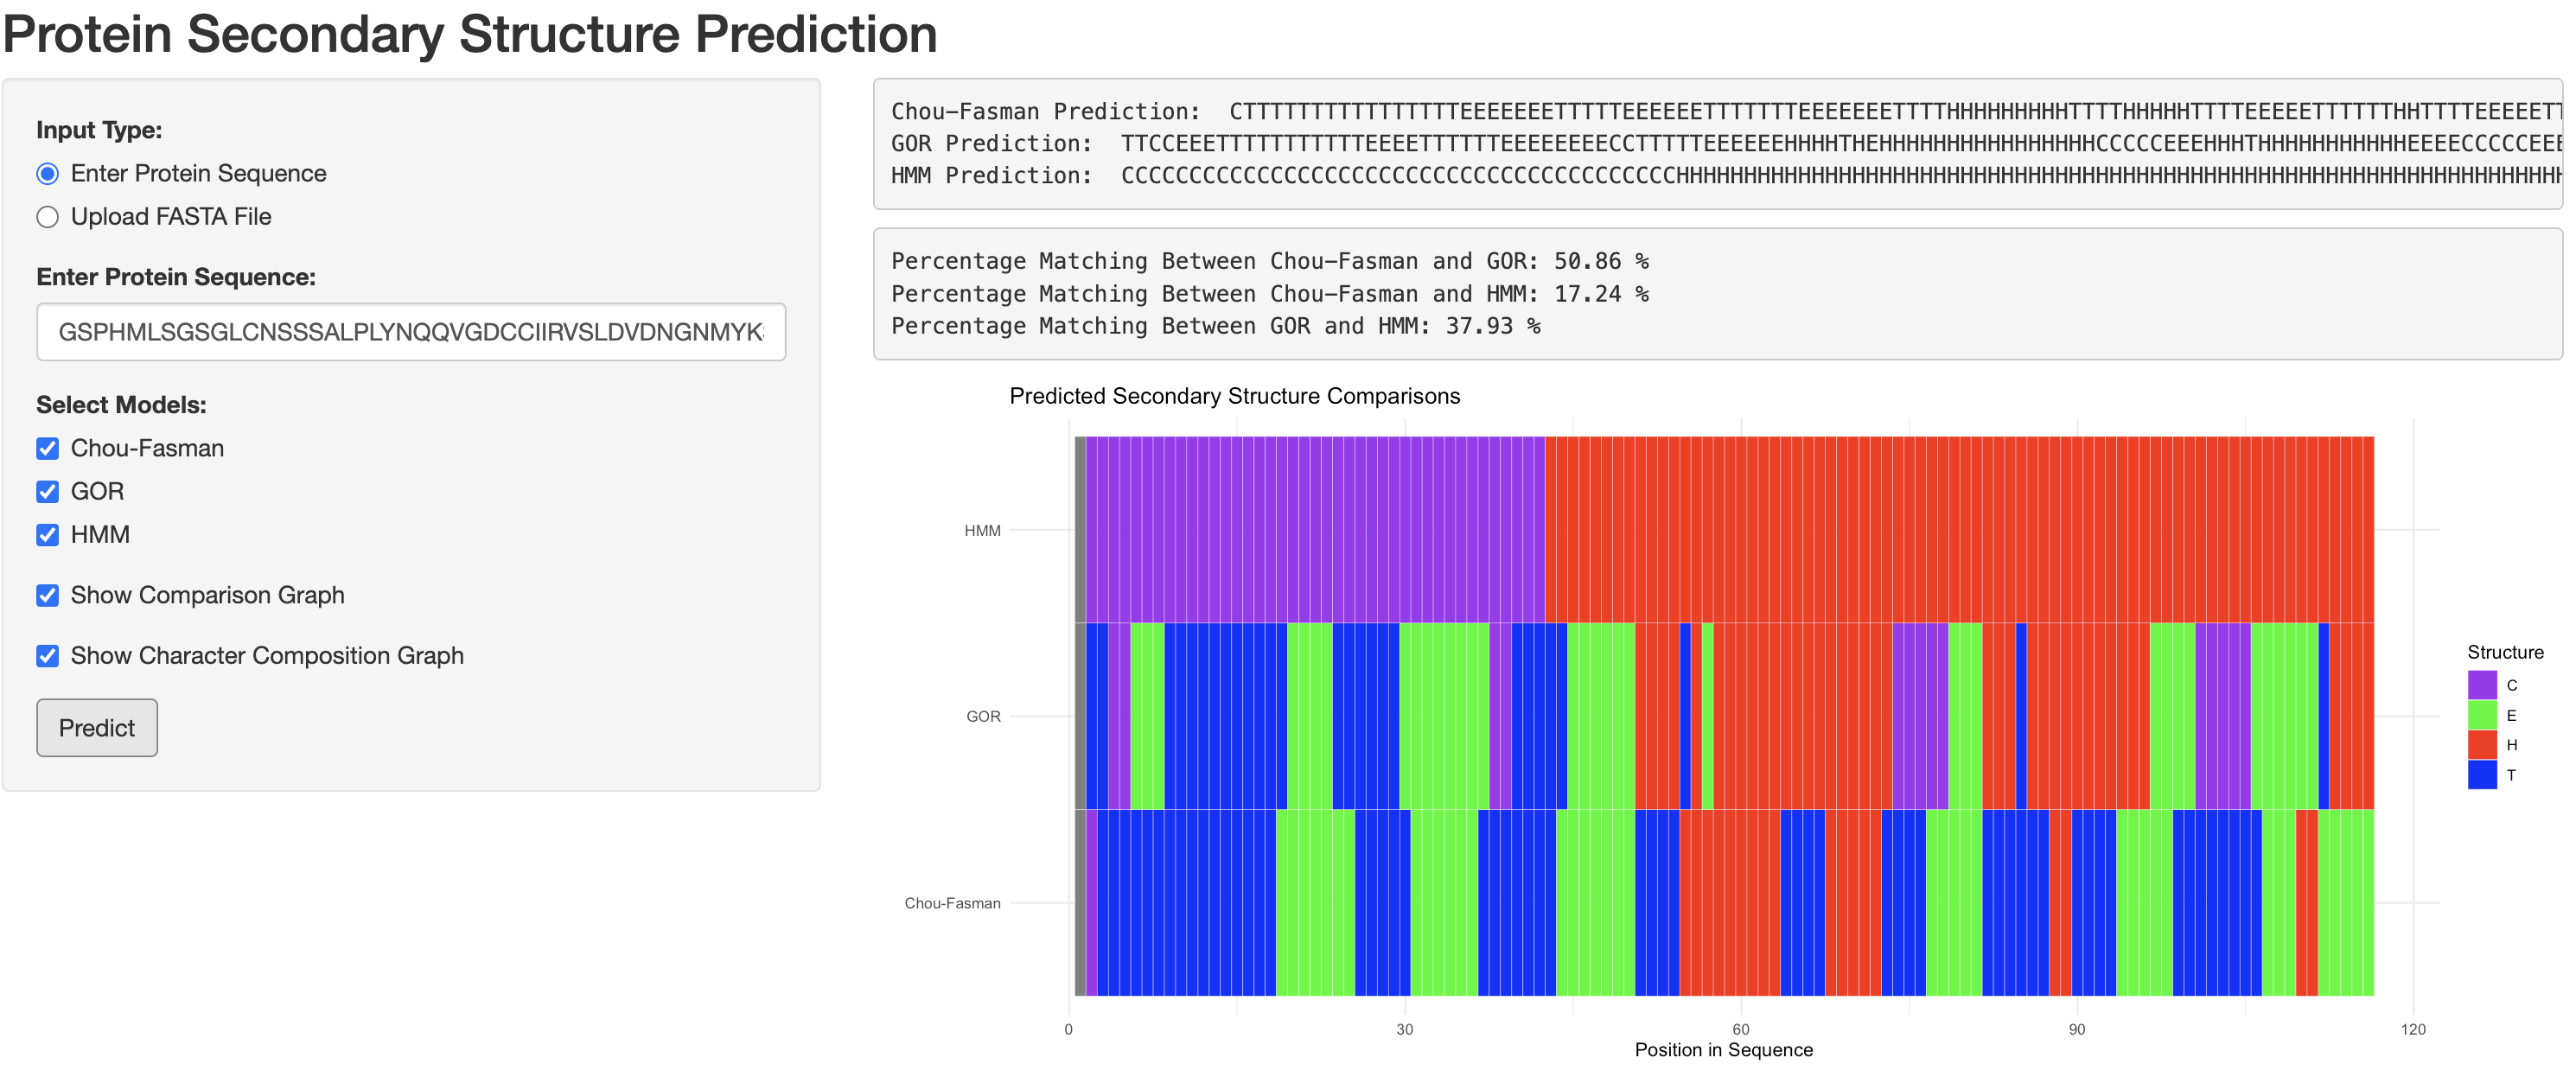 Protein Secondary Structure Prediction
Input Type:
Enter Protein Sequence
Upload FASTA File
Enter Protein Sequence:
GSPHMLSGSGLCNSSSALPLYNQQVGDCCIIRVSLDVDNGNMYK
Select Models:
Chou-Fasman
GOR
HMM
Show Comparison Graph
Show Character Composition Graph
Predict
Chou-Fasman Prediction: CTTTTTTTTTTTTTTTTEEEEEEETTTTTEEEEEETTTTTTTEEEEEEETTTTHHHHHHHHHTTTTHHHHHTTTTEEEEETTTTTTHHTTTTEEEEETT
GOR Prediction: TTCCEEETTTTTTTTTTTEEEETTTTTTEEEEEEEECCTTTTTEEEEEEHHHHTHEHHHHHHHHHHHHHHHHCCCCCEEEHHHTHHHHHHHHHHHEEEECCCCCEEE
HMM Prediction: CCCCCCCCCCCCCCCCCCCCCCCCCCCCCCCCCCCCCCCCCHHHHHHHHHHHHHHHHHHHHHHHHHHHHHHHHHHHHHHHHHHHHHHHHHHHHHHHHHHHHHHHHHH
Percentage Matching Between Chou-Fasman and GOR: 50.86 %
Percentage Matching Between Chou-Fasman and HMM: 17.24 %
Percentage Matching Between GOR and HMM: 37.93 %
Predicted Secondary Structure Comparisons
HMM
GOR
Chou-Fasman
0 30 60 90 120
Position in Sequence
Structure
C
E
H
T